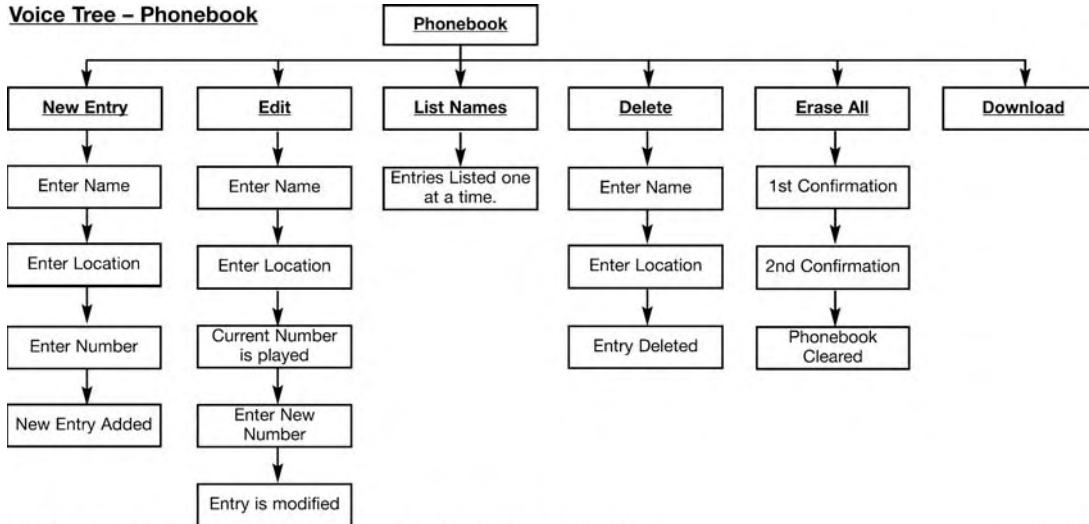 Voice Tree – Phonebook
Phonebook
New Entry
Edit
List Names
Delete
Erase All
Download
Enter Name
Enter Name
Entries Listed one
at a time.
Enter Name
1st Confirmation
Enter Location
Enter Location
Enter Location
2nd Confirmation
Enter Number
Current Number
is played
Entry Deleted
Phonebook
Cleared
New Entry Added
Enter New
Number
Entry is modified